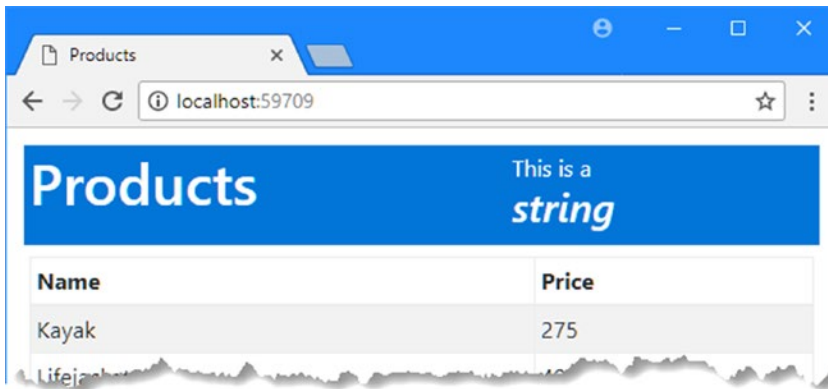 Products
localhost:59709
Products
This is a
string
Name Price
Kayak 275